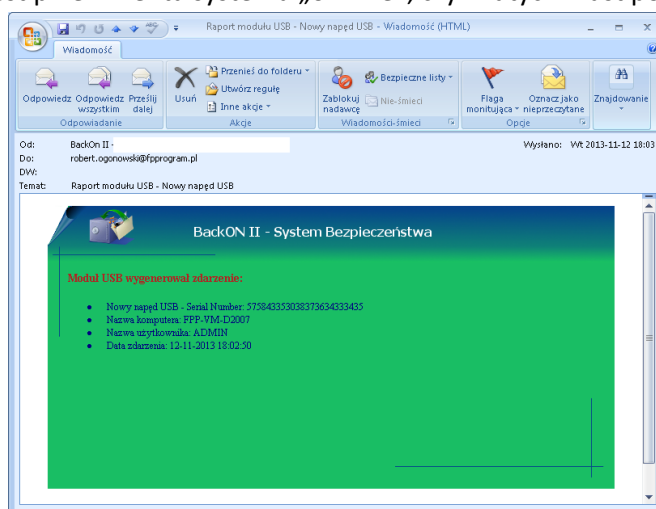 Raport modułu USB - Nowy napęd USB - Wiadomość (HTML)
Wiadomość
Odpowiedz Odpowiedz wszystkim Prześlij dalej
Odpowiadanie
Usuń
Przenieś do folderu
Utwórz regułę
Inne akcje
Akcje
Zablokuj nadawcę
Bezpieczne listy
Nie-śmieci
Wiadomości-śmieci
Flaga monitująca
Oznacz jako nieprzeczytane
Opcje
Znajdowanie
Od: BackOn II - Wysłano: Wt 2013-11-12 18:03
Do: robert.ogonowski@fpprogram.pl
DW:
Temat: Raport modułu USB - Nowy napęd USB
BackON II - System Bezpieczeństwa
Moduł USB wygenerował zdarzenie:
• Nowy napęd USB - Serial Number: 575843353038373634333435
• Nazwa komputera: FPP-VM-D2007
• Nazwa użytkownika: ADMIN
• Data zdarzenia: 12-11-2013 18:02:50